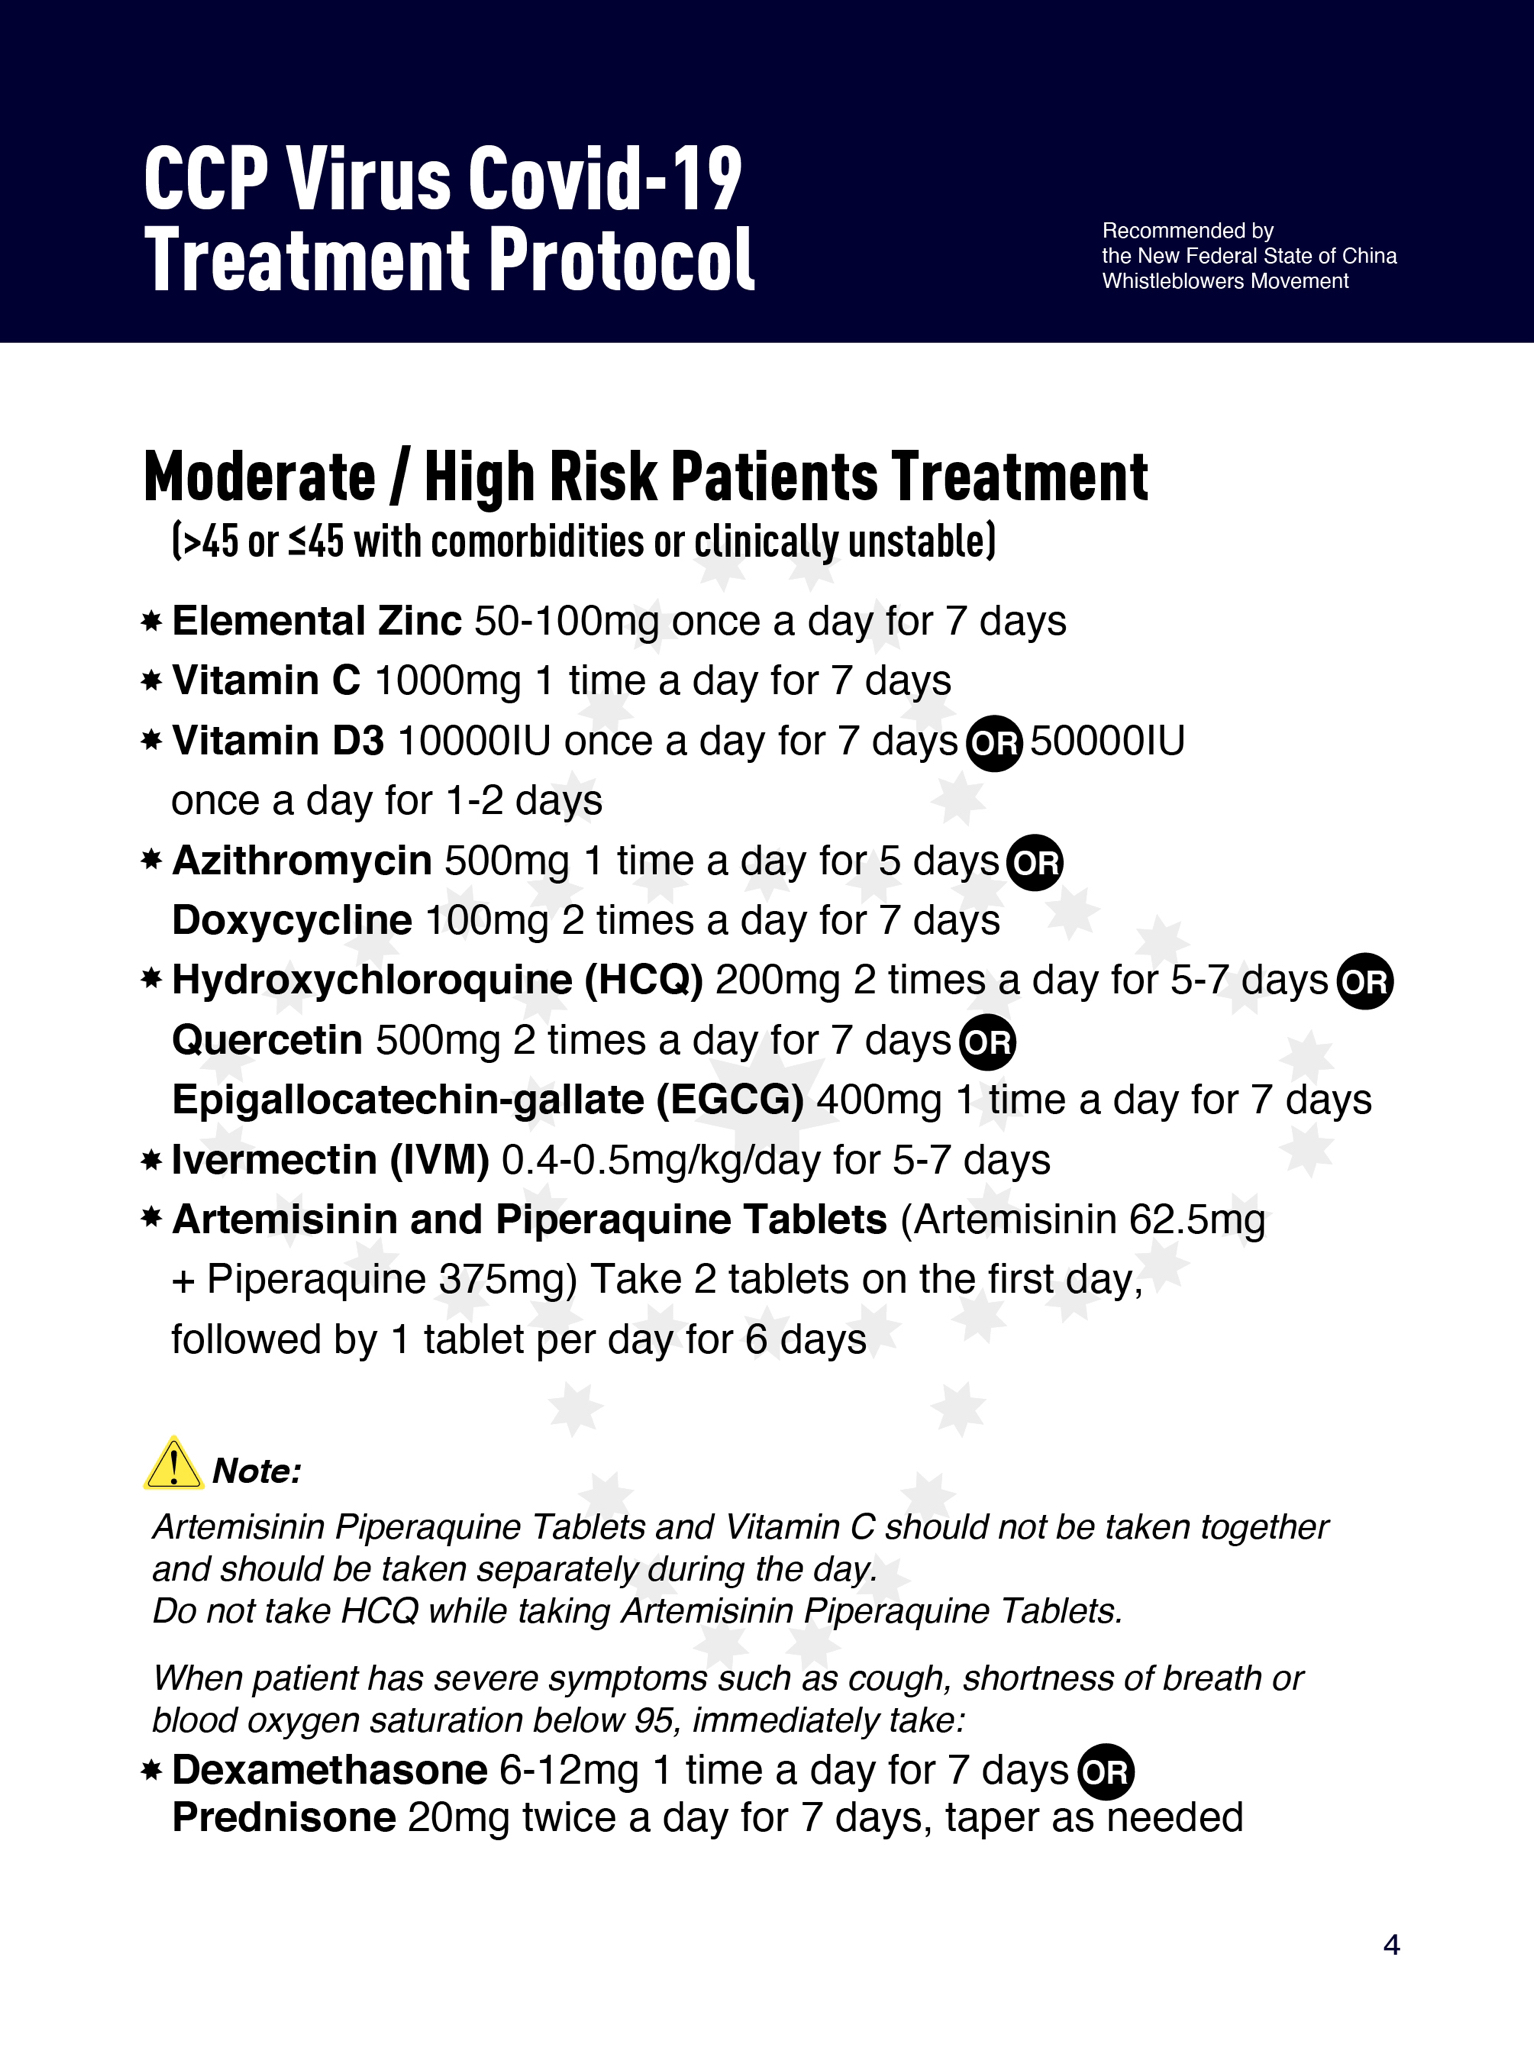 CCP Virus Covid-19
Treatment Protocol
Recommended by
the New Federal State of China
Whistleblowers Movement
Moderate / High Risk Patients Treatment
(>45 or ≤45 with comorbidities or clinically unstable)
Elemental Zinc 50-100mg once a day for 7 days
Vitamin C 1000mg 1 time a day for 7 days
Vitamin D3 10000IU once a day for 7 days OR 50000IU
once a day for 1-2 days
Azithromycin 500mg 1 time a day for 5 days OR
Doxycycline 100mg 2 times a day for 7 days
Hydroxychloroquine (HCQ) 200mg 2 times a day for 5-7 days OR
Quercetin 500mg 2 times a day for 7 days OR
Epigallocatechin-gallate (EGCG) 400mg 1 time a day for 7 days
Ivermectin (IVM) 0.4-0.5mg/kg/day for 5-7 days
Artemisinin and Piperaquine Tablets (Artemisinin 62.5mg
+ Piperaquine 375mg) Take 2 tablets on the first day,
followed by 1 tablet per day for 6 days
Note:
Artemisinin Piperaquine Tablets and Vitamin C should not be taken together
and should be taken separately during the day.
Do not take HCQ while taking Artemisinin Piperaquine Tablets.
When patient has severe symptoms such as cough, shortness of breath or
blood oxygen saturation below 95, immediately take:
Dexamethasone 6-12mg 1 time a day for 7 days OR
Prednisone 20mg twice a day for 7 days, taper as needed
4